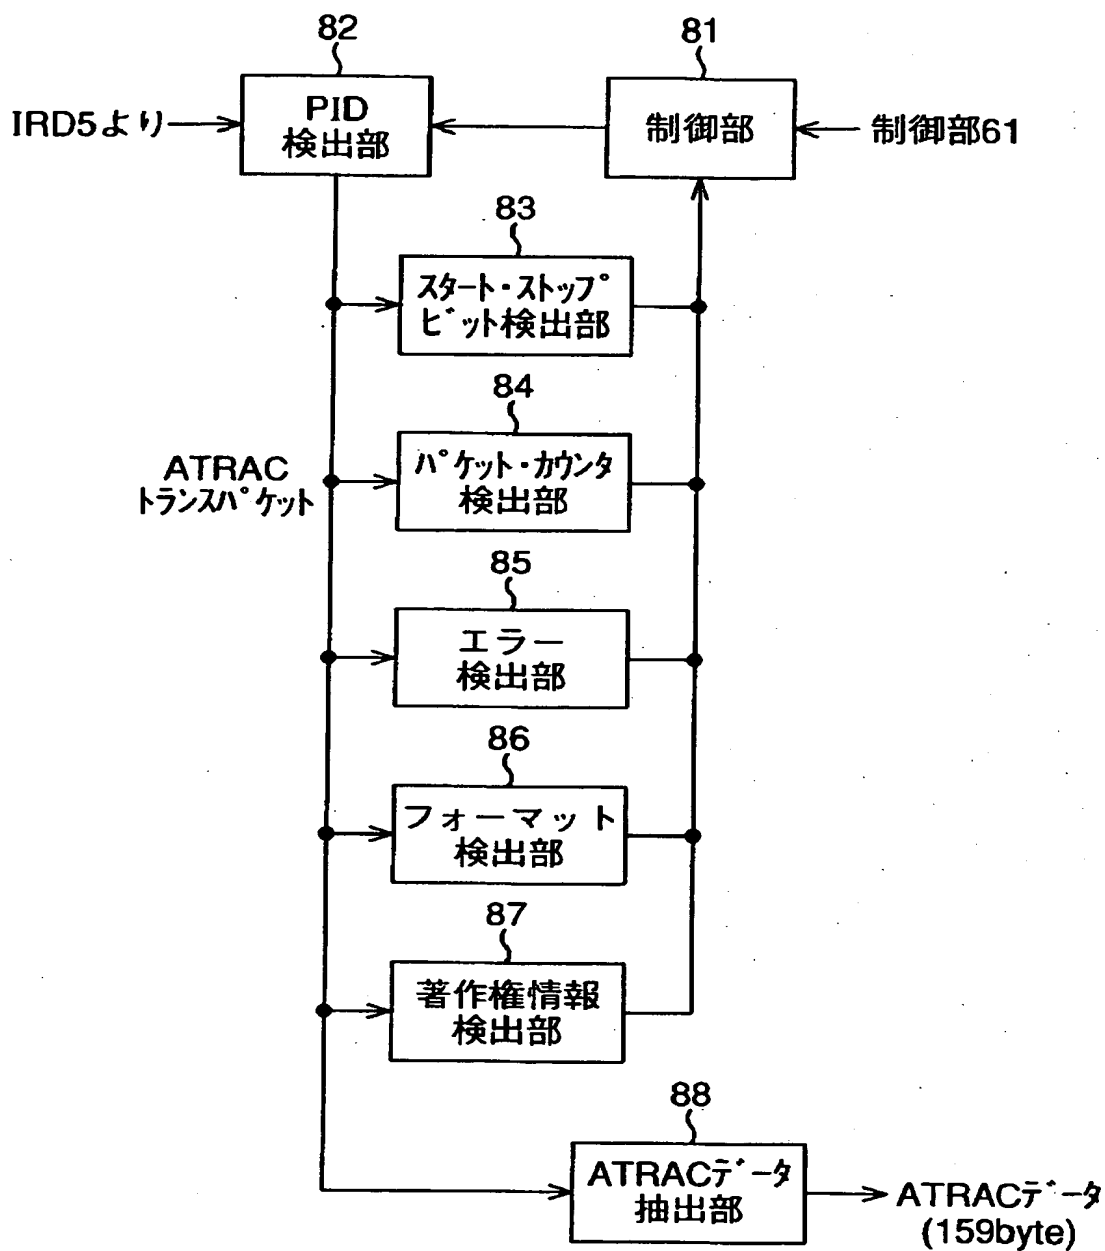 82
81
IRD5より
PID
検出部
制御部
制御部61
83
スタート・ストップ
ビット検出部
84
パケット・カウンタ
検出部
ATRAC
トランスパケット
85
エラー
検出部
86
フォーマット
検出部
87
著作権情報
検出部
88
ATRACデータ
抽出部
ATRACデータ
(159byte)